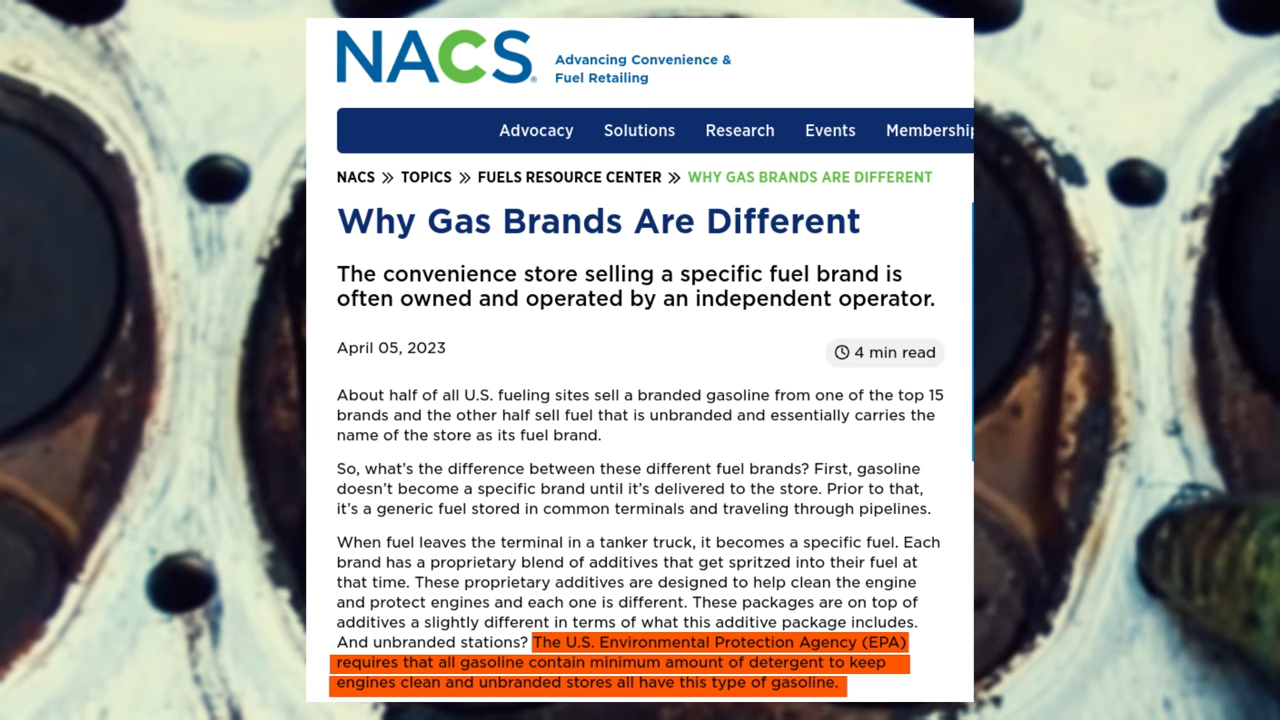 NACS®
Advancing Convenience &
Fuel Retailing
Advocacy Solutions Research Events Membership
NACS >> TOPICS >> FUELS RESOURCE CENTER >> WHY GAS BRANDS ARE DIFFERENT
Why Gas Brands Are Different
The convenience store selling a specific fuel brand is
often owned and operated by an independent operator.
April 05, 2023
4 min read
About half of all U.S. fueling sites sell a branded gasoline from one of the top 15
brands and the other half sell fuel that is unbranded and essentially carries the
name of the store as its fuel brand.
So, what's the difference between these different fuel brands? First, gasoline
doesn't become a specific brand until it's delivered to the store. Prior to that,
it's a generic fuel stored in common terminals and traveling through pipelines.
When fuel leaves the terminal in a tanker truck, it becomes a specific fuel. Each
brand has a proprietary blend of additives that get spritzed into their fuel at
that time. These proprietary additives are designed to help clean the engine
and protect engines and each one is different. These packages are on top of
additives a slightly different in terms of what this additive package includes.
And unbranded stations? The U.S. Environmental Protection Agency (EPA)
requires that all gasoline contain minimum amount of detergent to keep
engines clean and unbranded stores all have this type of gasoline.